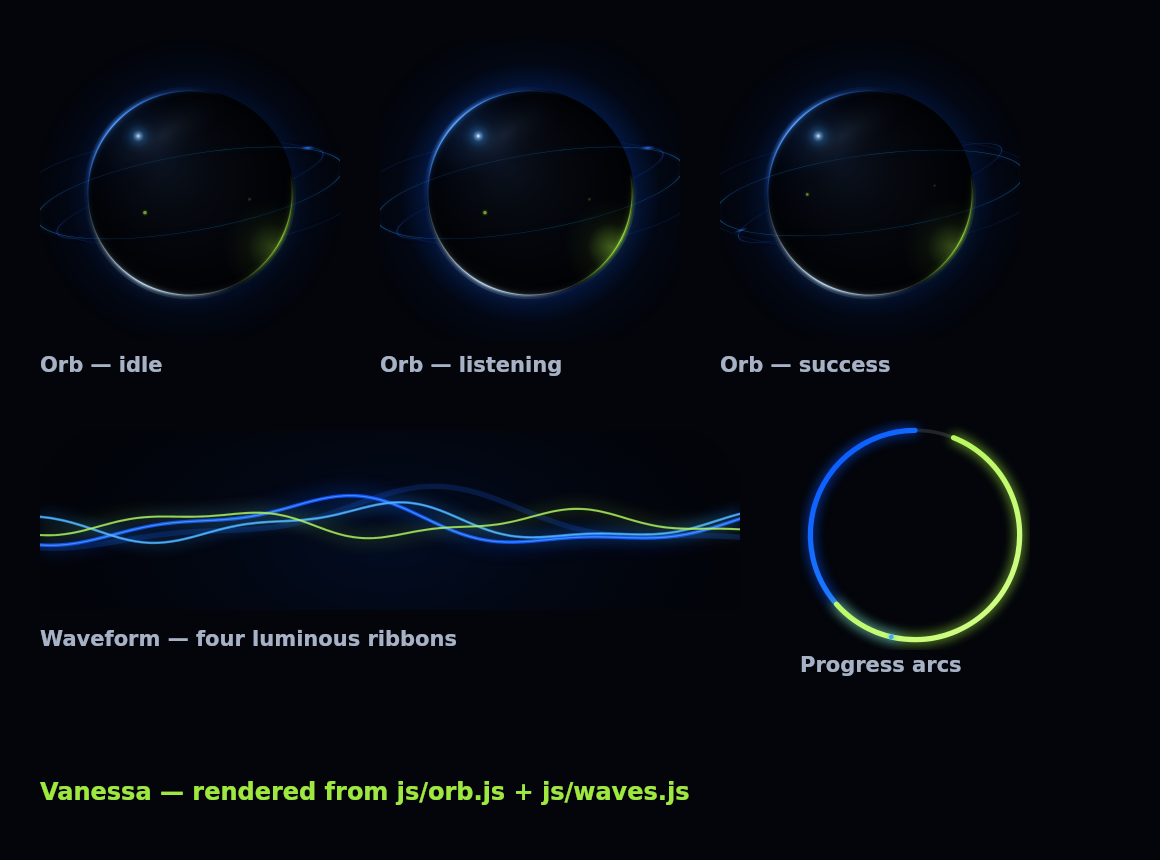 Orb — idle
Orb — listening
Orb — success
Waveform — four luminous ribbons
Progress arcs
Vanessa — rendered from js/orb.js + js/waves.js